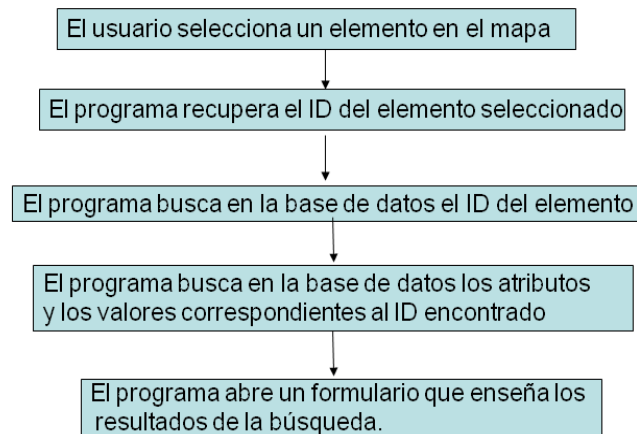 El usuario selecciona un elemento en el mapa
El programa recupera el ID del elemento seleccionado
El programa busca en la base de datos el ID del elemento
El programa busca en la base de datos los atributos
y los valores correspondientes al ID encontrado
El programa abre un formulario que enseña los
resultados de la búsqueda.